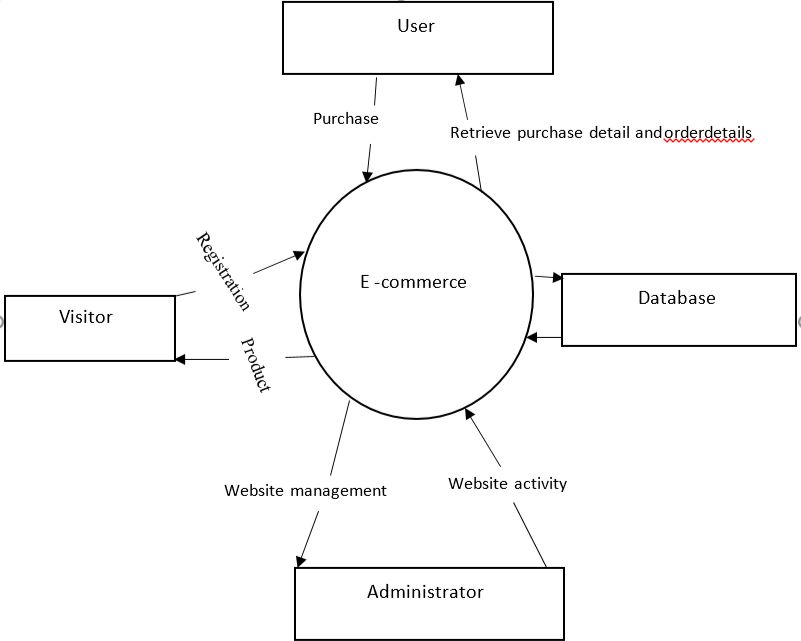 User
Purchase
Retrieve purchase detail and orderdetails
Registration
E -commerce
Database
Visitor
Product
Website management
Website activity
Administrator